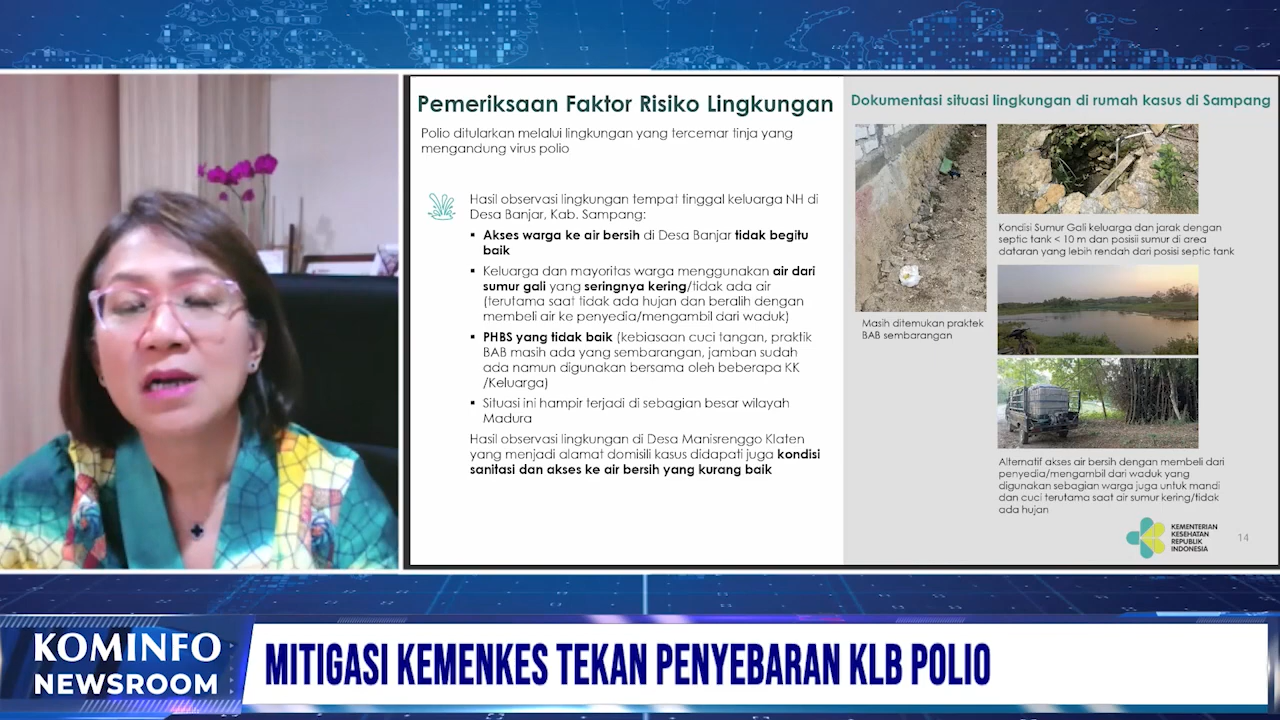 Pemeriksaan Faktor Risiko Lingkungan
Polio ditularkan melalui lingkungan yang tercemar tinja yang
mengandung virus polio
Hasil observasi lingkungan tempat tinggal keluarga NH di
Desa Banjar, Kab. Sampang:
▪ Akses warga ke air bersih di Desa Banjar tidak begitu
baik
▪ Keluarga dan mayoritas warga menggunakan air dari
sumur gali yang seringnya kering/tidak ada air
(terutama saat tidak ada hujan dan beralih dengan
membeli air ke penyedia/mengambil dari waduk)
▪ PHBS yang tidak baik (kebiasaan cuci tangan, praktik
BAB masih ada yang sembarangan, jamban sudah
ada namun digunakan bersama oleh beberapa KK
/Keluarga)
▪ Situasi ini hampir terjadi di sebagian besar wilayah
Madura
Hasil observasi lingkungan di Desa Manisrenggo Klaten
yang menjadi alamat domisili kasus didapati juga kondisi
sanitasi dan akses ke air bersih yang kurang baik
Dokumentasi situasi lingkungan di rumah kasus di Sampang
Masih ditemukan praktek
BAB sembarangan
Kondisi Sumur Gali keluarga dan jarak dengan
septic tank < 10 m dan posisii sumur di area
dataran yang lebih rendah dari posisi septic tank
Alternatif akses air bersih dengan membeli dari
penyedia/mengambil dari waduk yang
digunakan sebagian warga juga untuk mandi
dan cuci terutama saat air sumur kering/tidak
ada hujan
KEMENTERIAN
KESEHATAN
REPUBLIK
INDONESIA
14
KOMINFO
NEWSROOM
MITIGASI KEMENKES TEKAN PENYEBARAN KLB POLIO